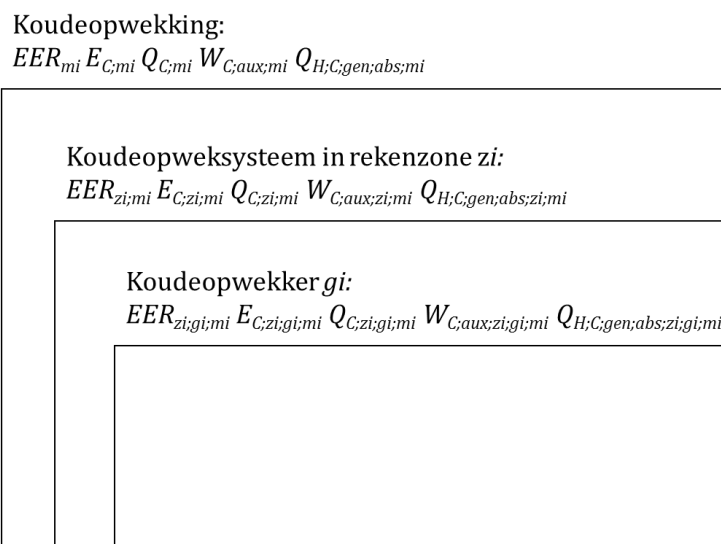 Koudeopwekking:
EER_mi E_C;mi Q_C;mi W_C;aux;mi Q_H;C;gen;abs;mi
Koudeopweksysteem in rekenzone zi:
EER_zi;mi E_C;zi;mi Q_C;zi;mi W_C;aux;zi;mi Q_H;C;gen;abs;zi;mi
Koudeopwekker gi:
EER_zi;gi;mi E_C;zi;gi;mi Q_C;zi;gi;mi W_C;aux;zi;gi;mi Q_H;C;gen;abs;zi;gi;mi